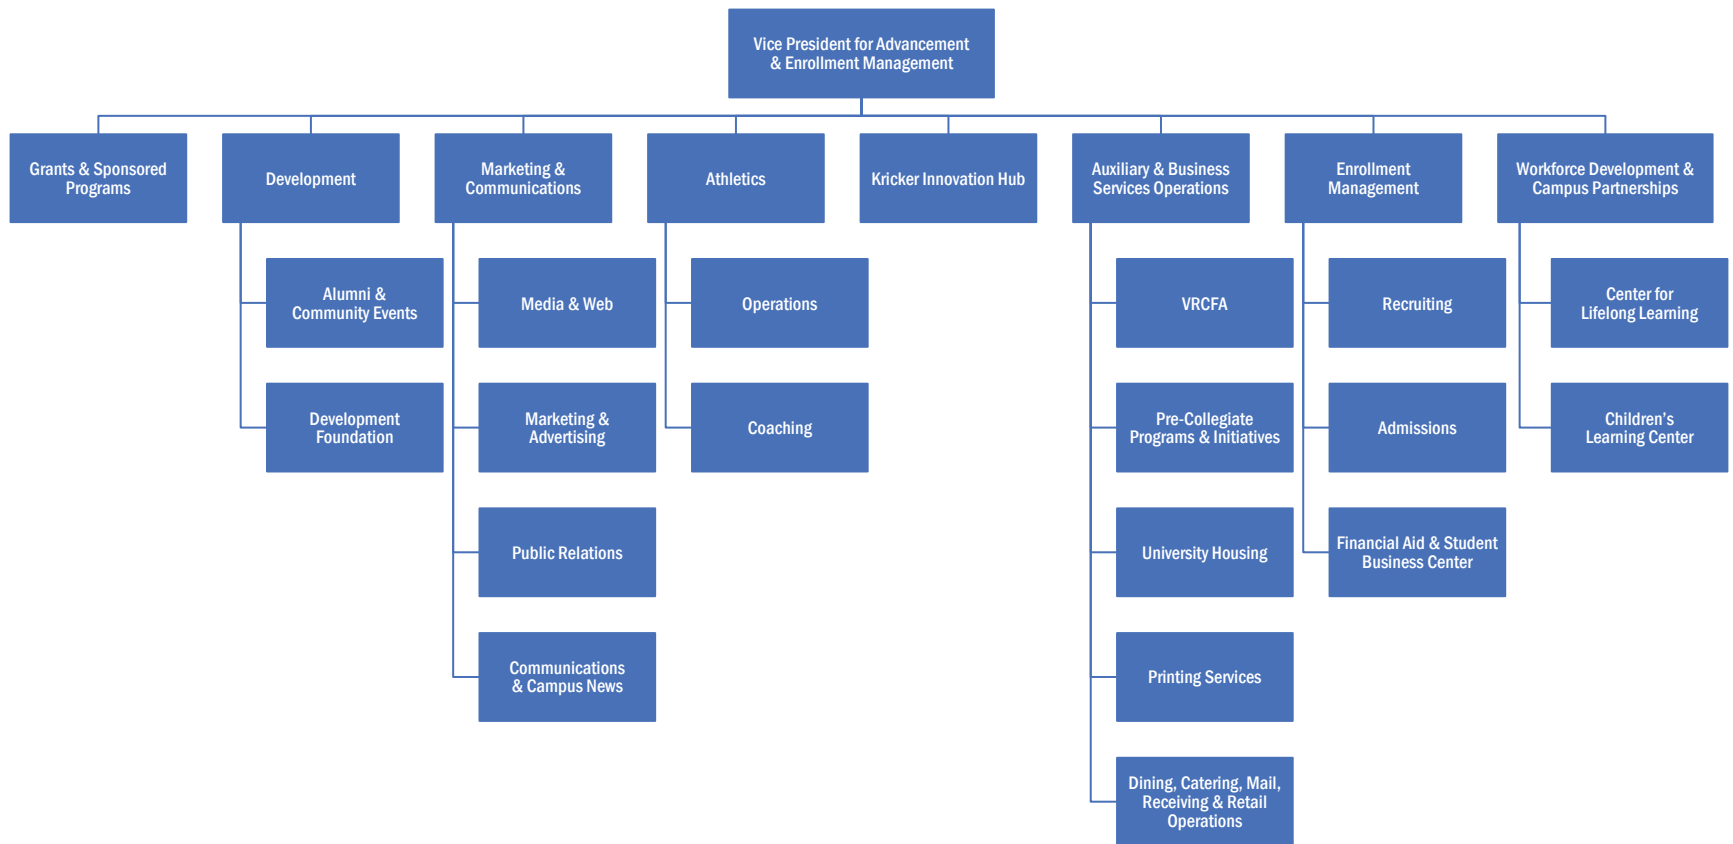 Vice President for Advancement
& Enrollment Management
Grants & Sponsored
Programs
Development
Marketing &
Communications
Athletics
Kricker Innovation Hub
Auxiliary & Business
Services Operations
Enrollment
Management
Workforce Development &
Campus Partnerships
Alumni &
Community Events
Development
Foundation
Media & Web
Marketing &
Advertising
Public Relations
Communications
& Campus News
Operations
Coaching
VRCFA
Pre-Collegiate
Programs & Initiatives
University Housing
Printing Services
Dining, Catering, Mail,
Receiving & Retail
Operations
Recruiting
Admissions
Financial Aid & Student
Business Center
Center for
Lifelong Learning
Children’s
Learning Center